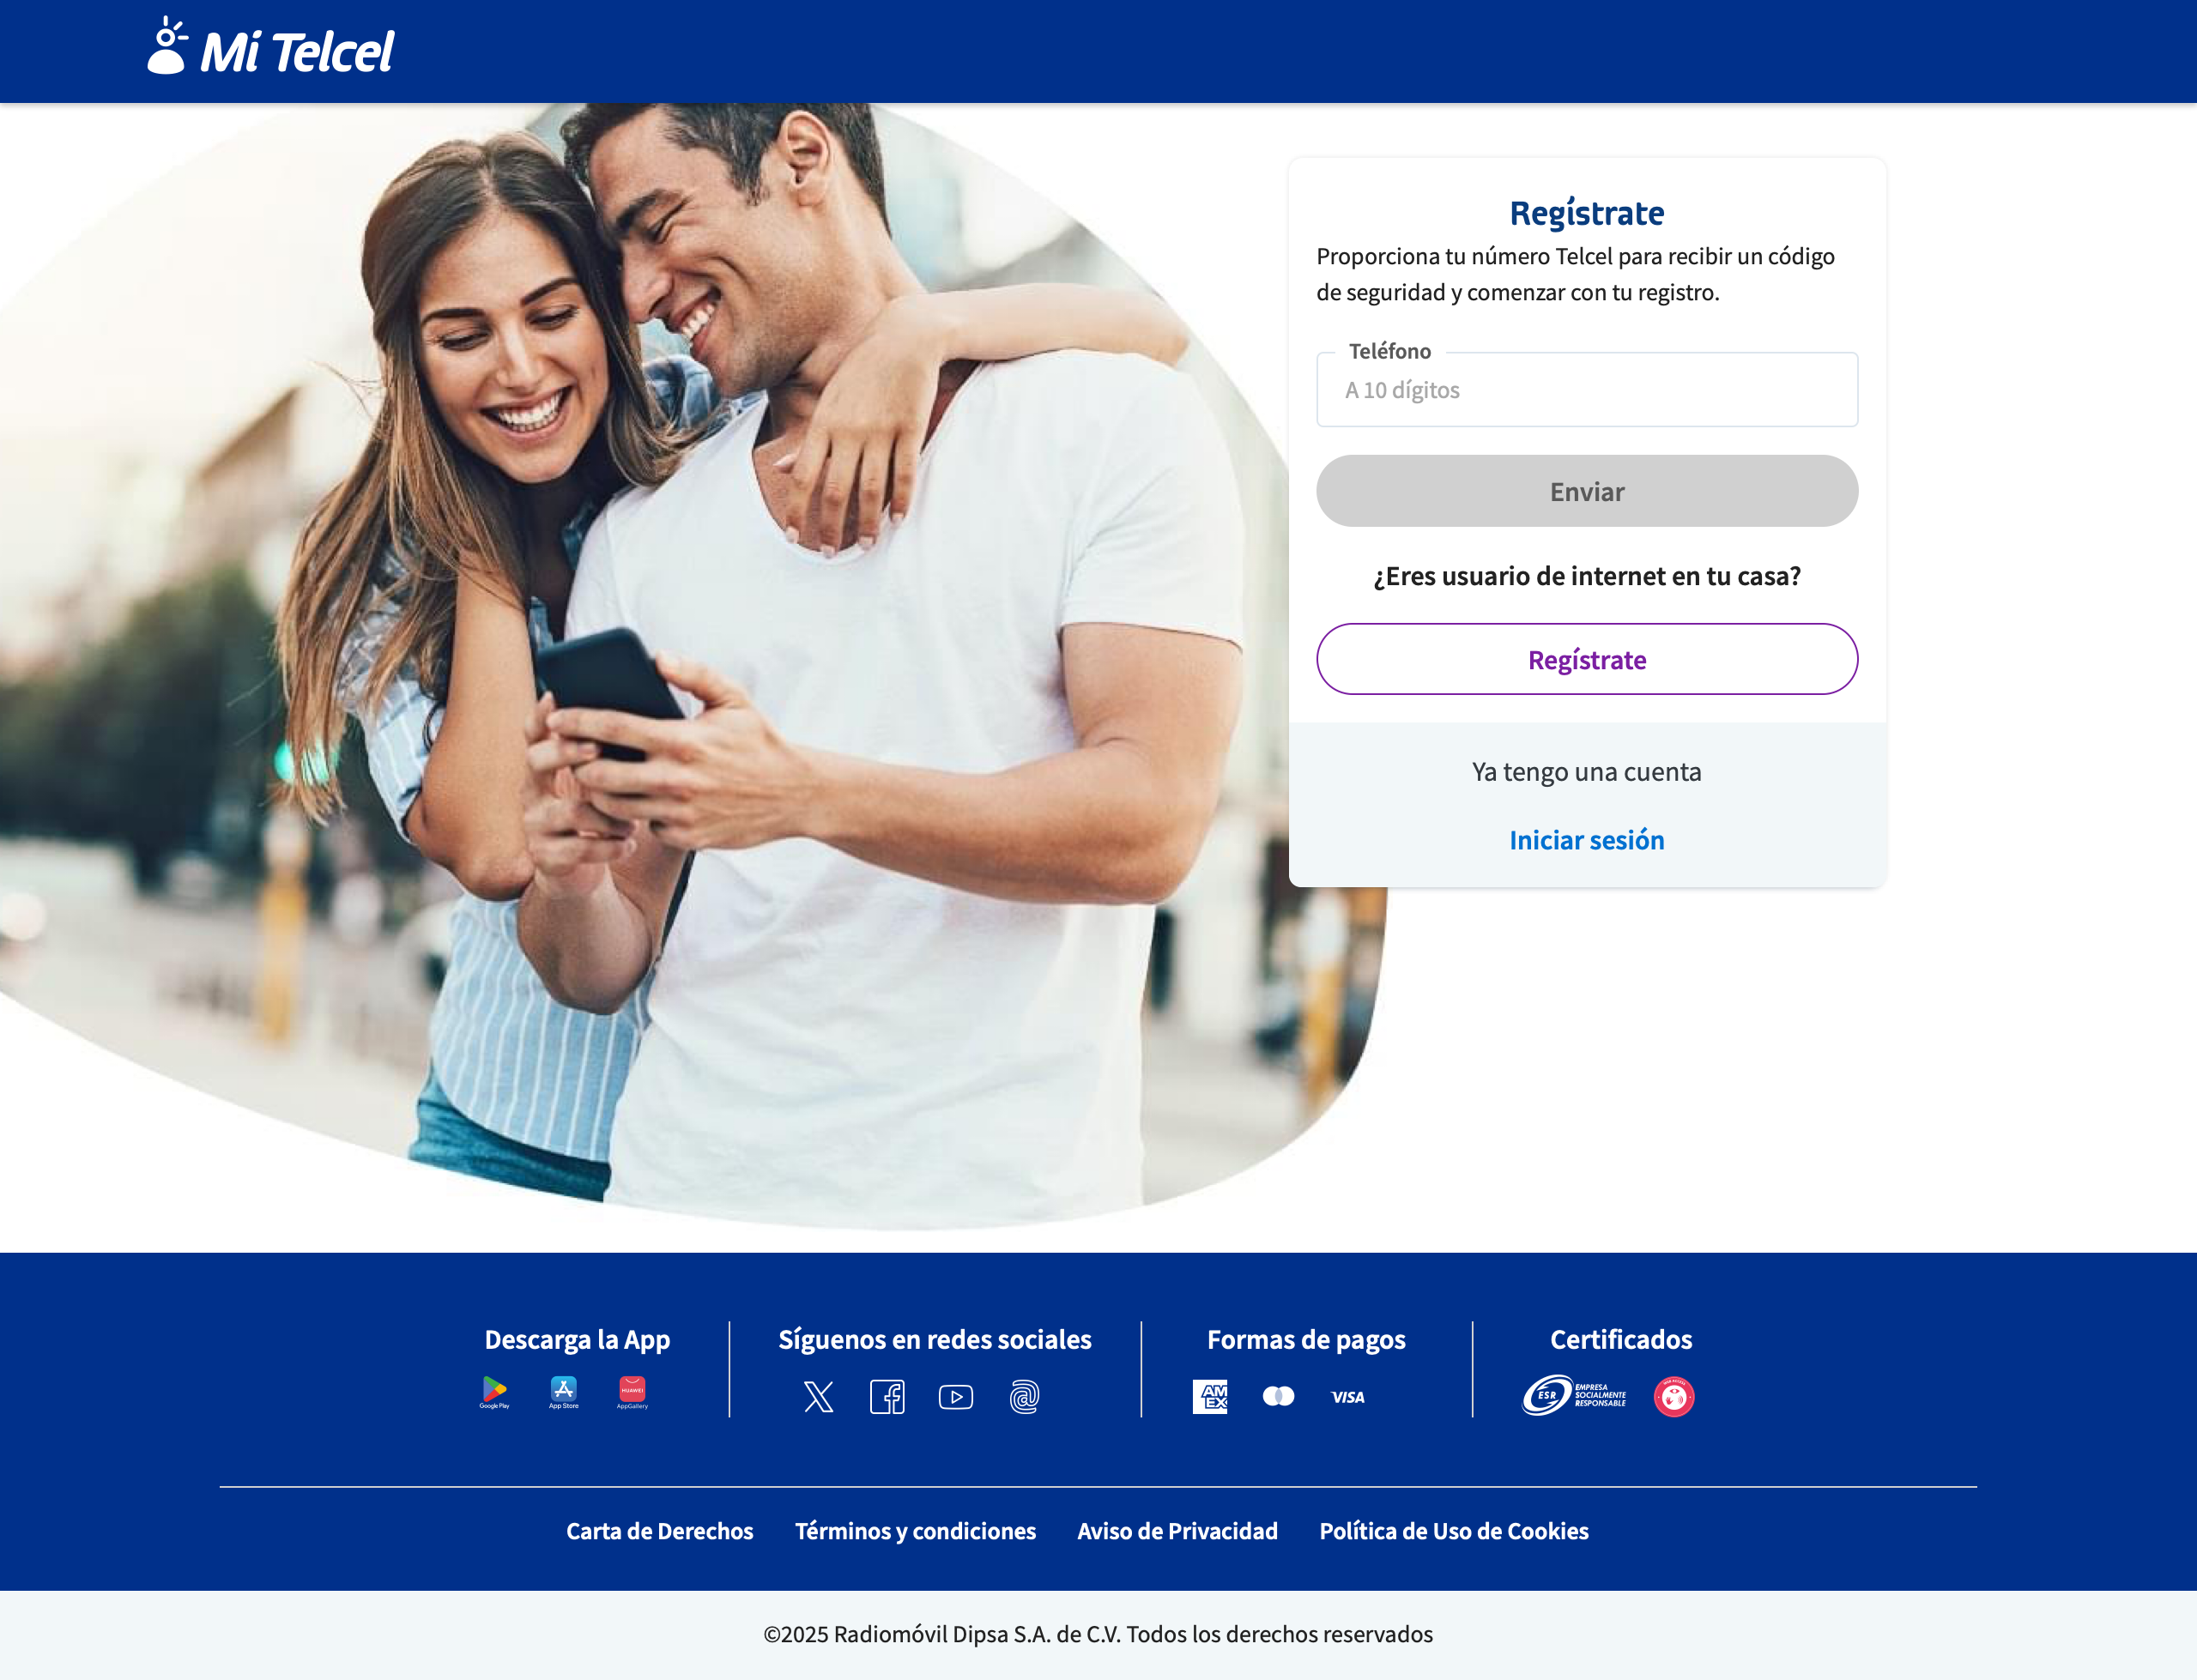 Mi Telcel
Regístrate
Proporciona tu número Telcel para recibir un código
de seguridad y comenzar con tu registro.
Teléfono
A 10 dígitos
Enviar
¿Eres usuario de internet en tu casa?
Regístrate
Ya tengo una cuenta
Iniciar sesión
Descarga la App
Google Play
App Store
HUAWEI
AppGallery
Síguenos en redes sociales
Formas de pagos
AM
EX
VISA
Certificados
ESR
EMPRESA
SOCIALMENTE
RESPONSABLE
Carta de Derechos
Términos y condiciones
Aviso de Privacidad
Política de Uso de Cookies
©2025 Radiomóvil Dipsa S.A. de C.V. Todos los derechos reservados